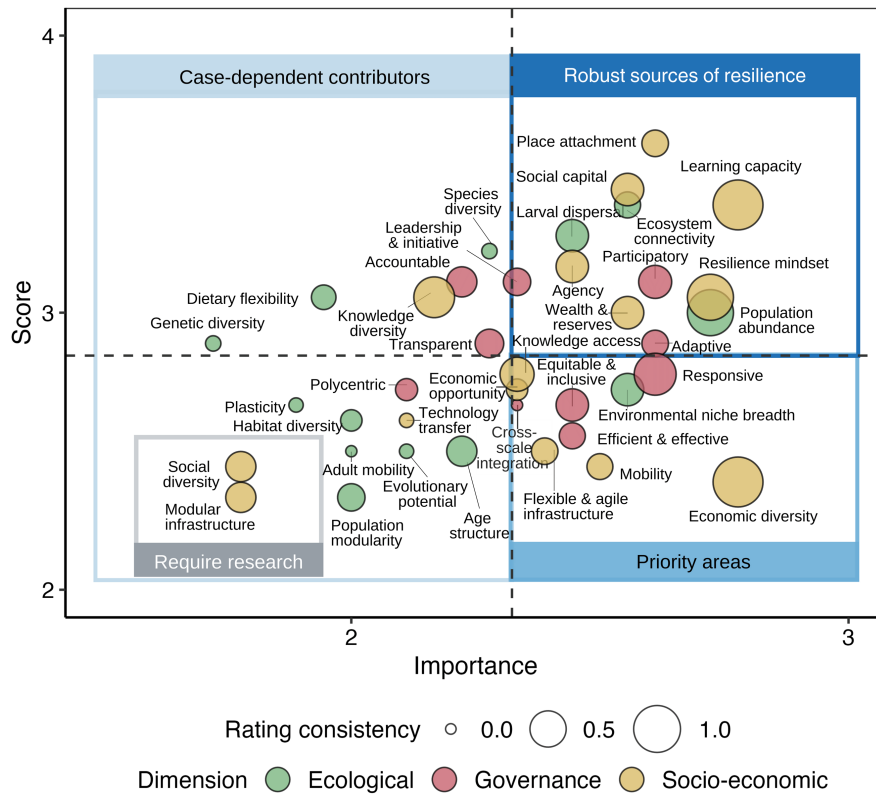 4
3
2
Score
Case-dependent contributors
Robust sources of resilience
Place attachment
Learning capacity
Social capital
Species
diversity
Larval dispersal
Leadership
& initiative
Ecosystem
connectivity
Participatory
Accountable
Resilience mindset
Agency
Dietary flexibility
Knowledge
diversity
Wealth &
reserves
Population
abundance
Genetic diversity
Transparent
Knowledge access
Adaptive
Equitable &
inclusive
Polycentric
Economic
opportunity
Responsive
Plasticity
Technology
transfer
Environmental niche breadth
Habitat diversity
Cross-
scale
integration
Efficient & effective
Social
diversity
Adult mobility
Mobility
Evolutionary
potential
Modular
infrastructure
Flexible & agile
infrastructure
Economic diversity
Population
modularity
Age
structure
Require research
Priority areas
2
3
Importance
Rating consistency 0.0 0.5 1.0
Dimension Ecological Governance Socio-economic